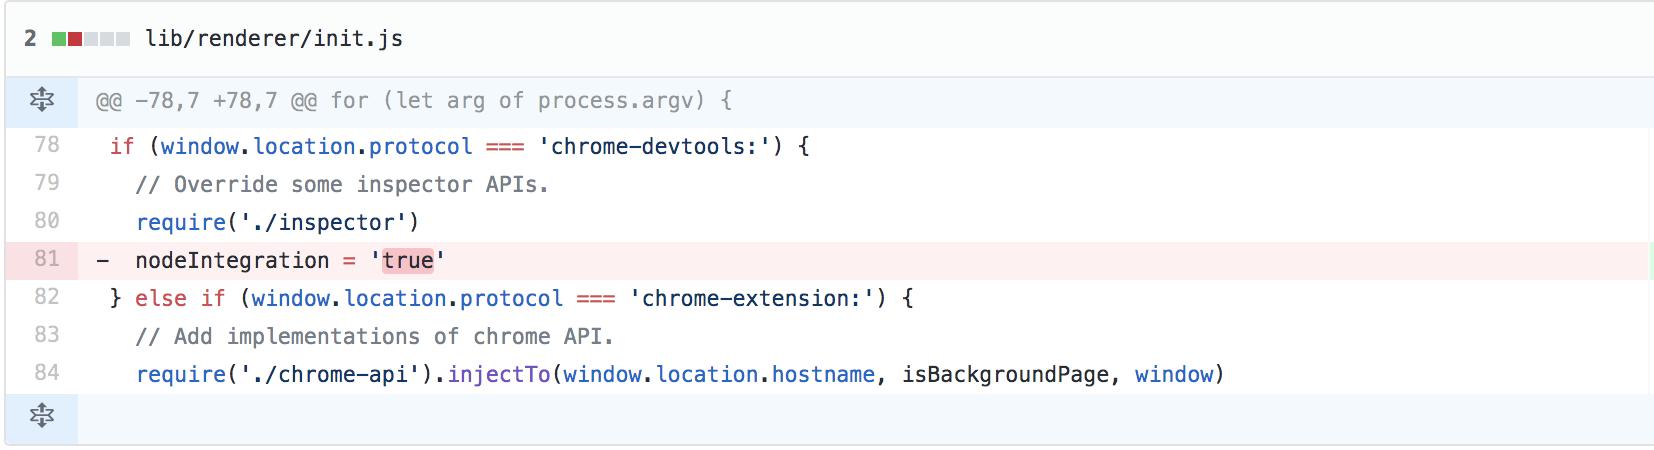 2 lib/renderer/init.js
@@ -78,7 +78,7 @@ for (let arg of process.argv) {
78 if (window.location.protocol === 'chrome-devtools:') {
79 // Override some inspector APIs.
80 require('./inspector')
81 - nodeIntegration = 'true'
82 } else if (window.location.protocol === 'chrome-extension:') {
83 // Add implementations of chrome API.
84 require('./chrome-api').injectTo(window.location.hostname, isBackgroundPage, window)